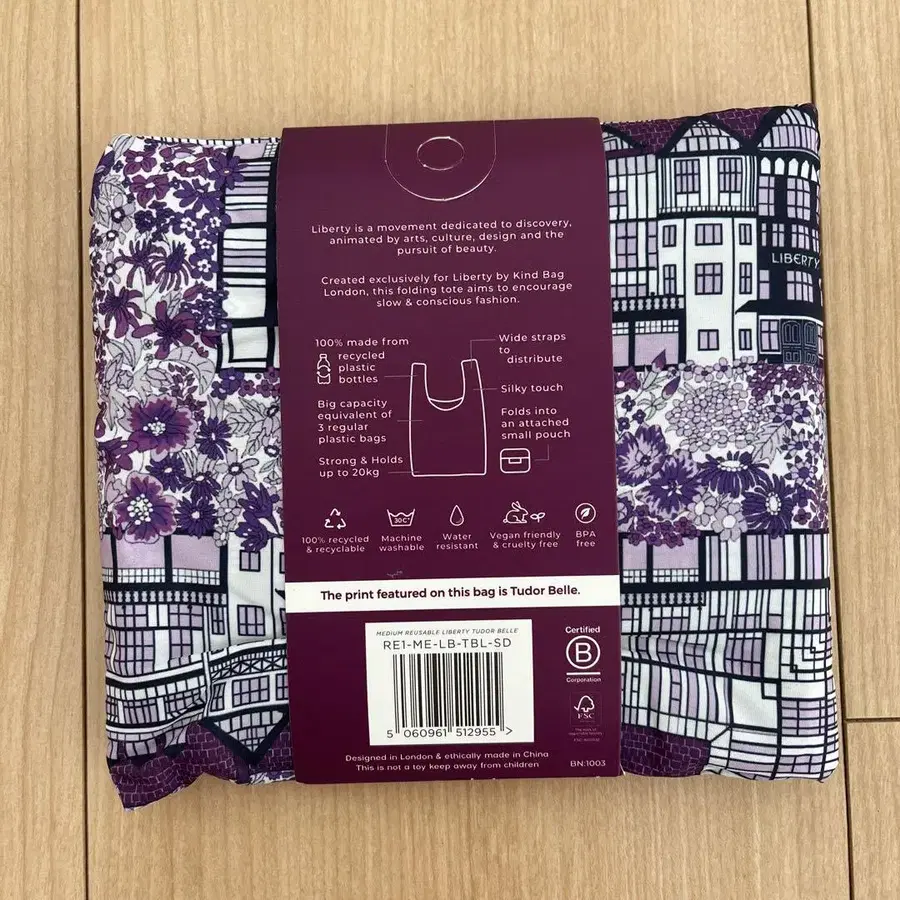 Liberty is a movement dedicated to discovery,
animated by arts, culture, design and the
pursuit of beauty.
Created exclusively for Liberty by Kind Bag
London, this folding tote aims to encourage
slow & conscious fashion.
100% made from
recycled
plastic
bottles
Big capacity
equivalent of
3 regular
plastic bags
Strong & Holds
up to 20kg
Wide straps
to
distribute
Silky touch
Folds into
an attached
small pouch
LIBERTY
30C°
100% recycled
& recyclable
Machine
washable
Water
resistant
Vegan friendly
& cruelty free
BPA
free
The print featured on this bag is Tudor Belle.
MEDIUM REUSABLE LIBERTY TUDOR BELLE
RE1-ME-LB-TBL-SD
5 060961 512955 >
Certified
B
Corporation
FSC
Designed in London & ethically made in China
This is not a toy keep away from children
BN:1003